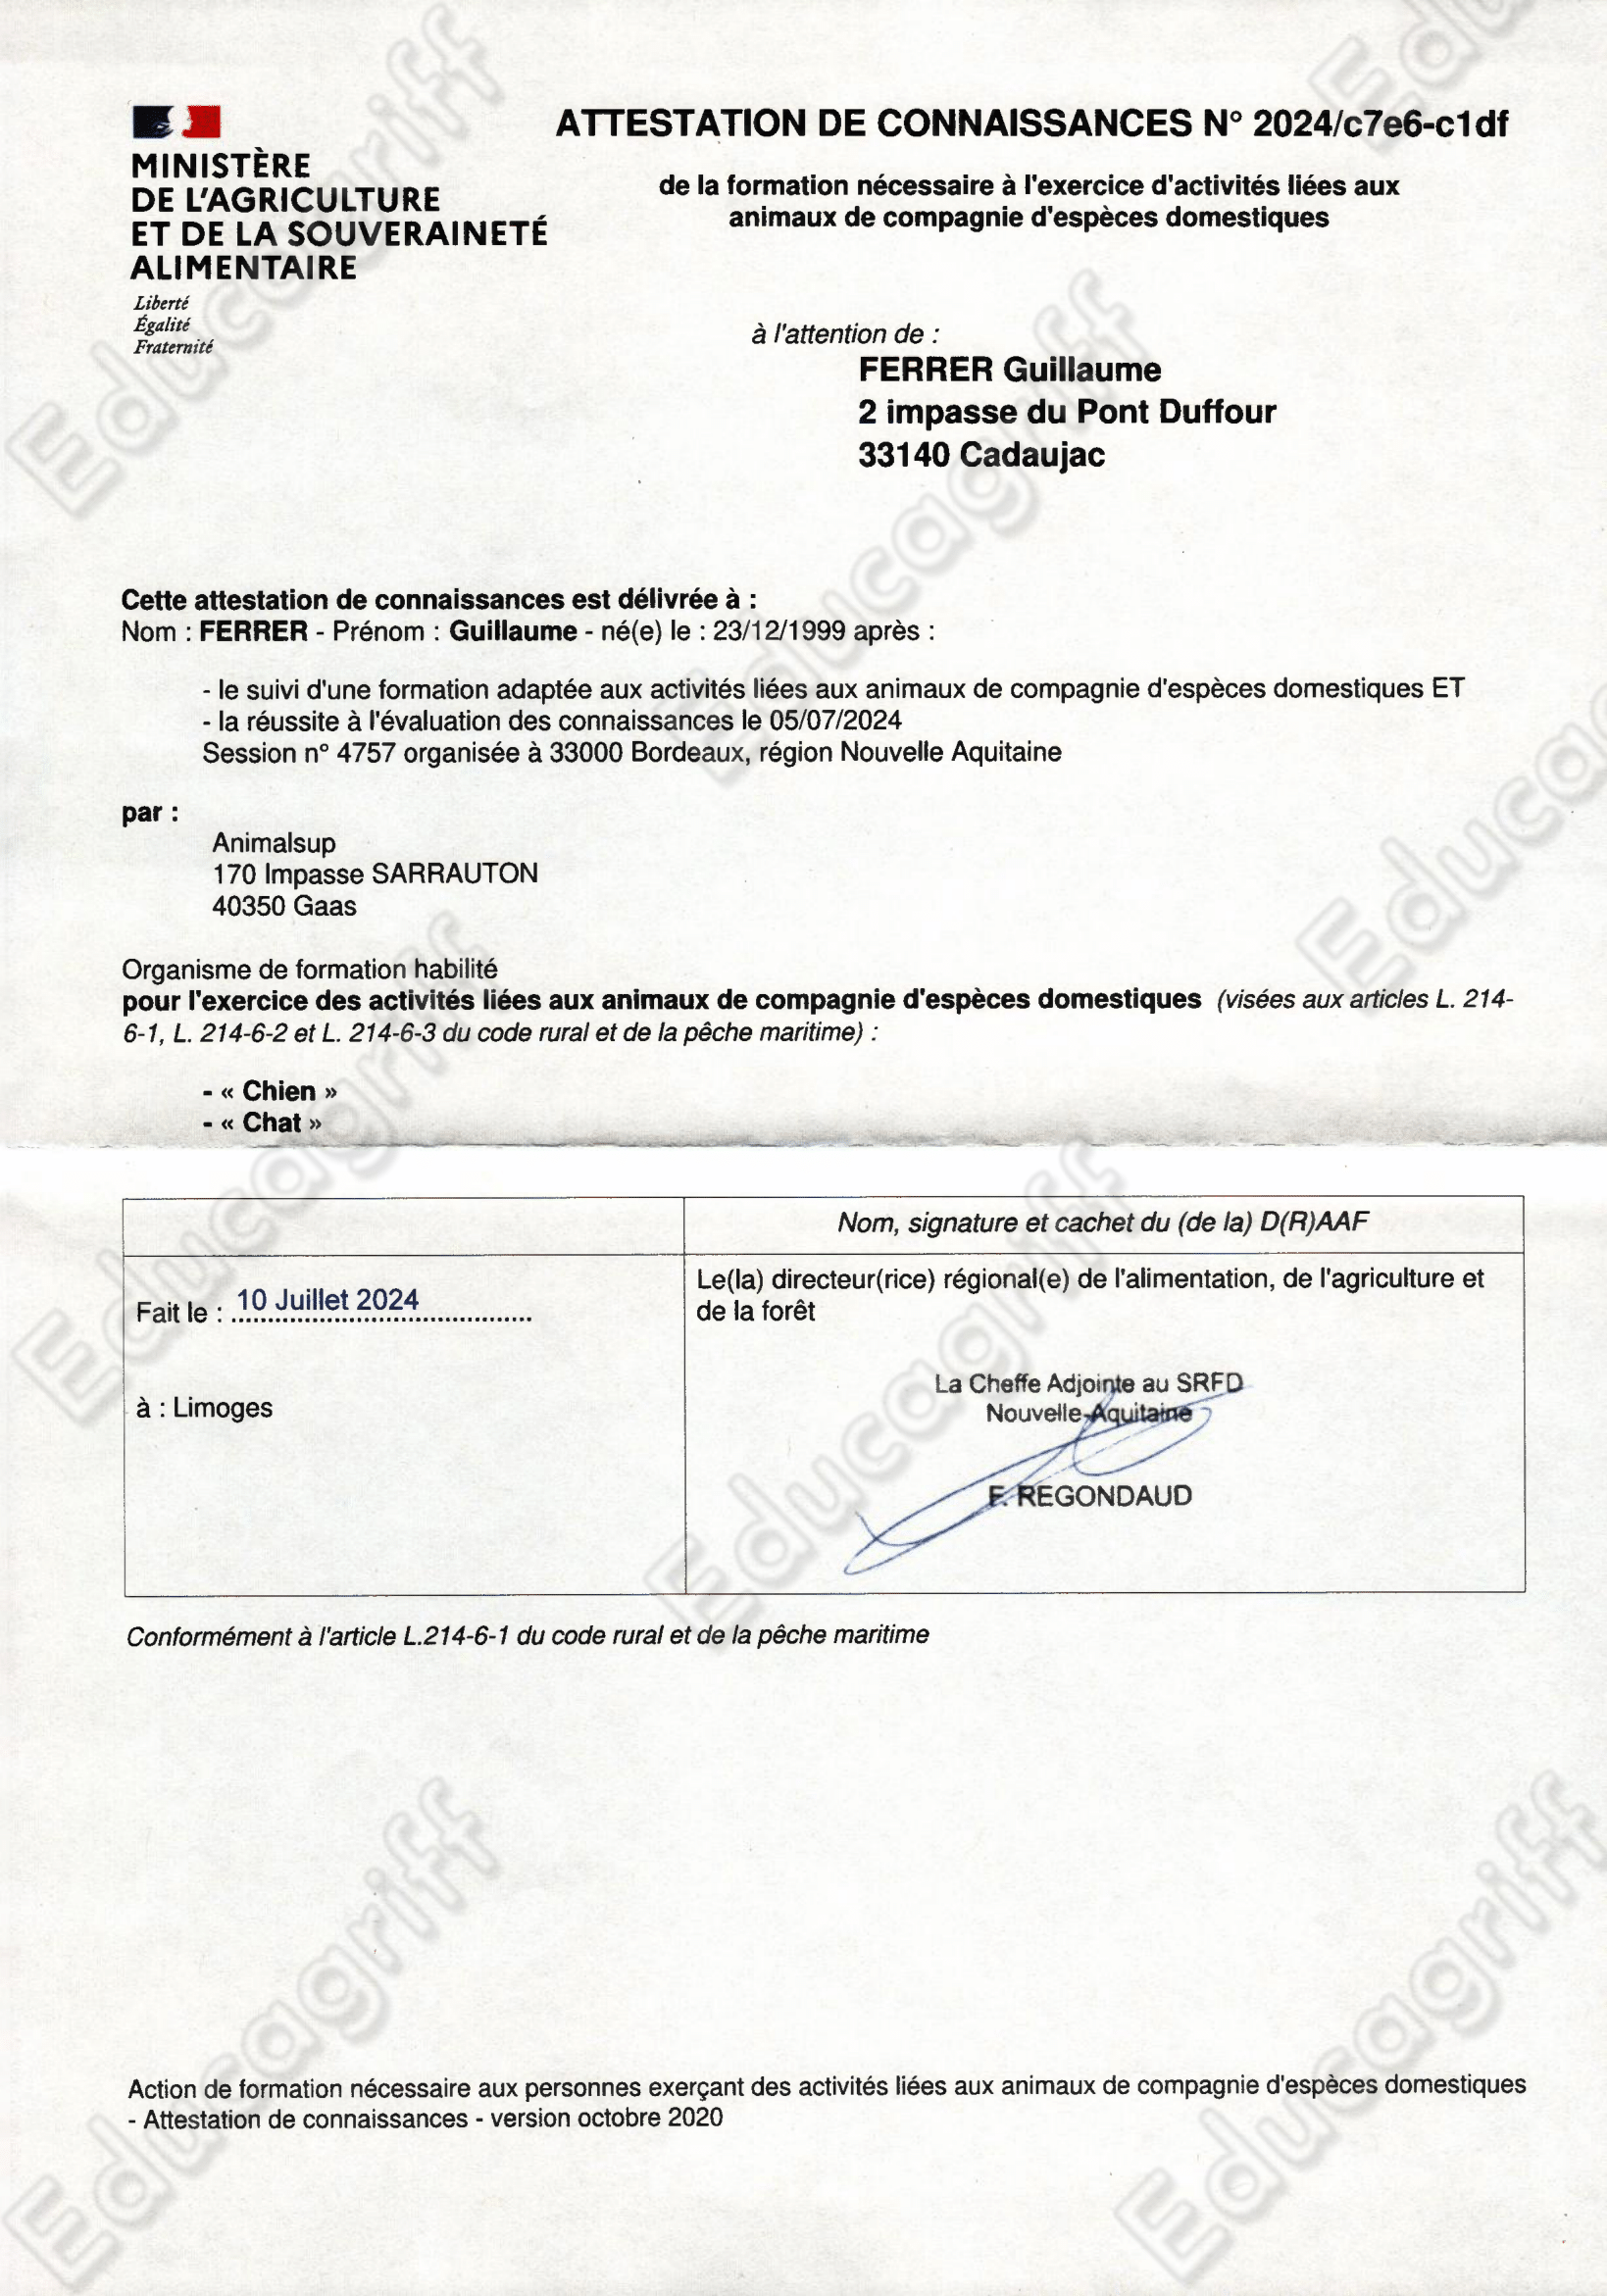 MINISTÈRE
DE L'AGRICULTURE
ET DE LA SOUVERAINETÉ
ALIMENTAIRE
Liberté
Égalité
Fraternité
ATTESTATION DE CONNAISSANCES N° 2024/c7e6-c1df
de la formation nécessaire à l'exercice d'activités liées aux
animaux de compagnie d'espèces domestiques
à l'attention de :
FERRER Guillaume
2 impasse du Pont Duffour
33140 Cadaujac
Cette attestation de connaissances est délivrée à :
Nom : FERRER - Prénom : Guillaume - né(e) le : 23/12/1999 après :
- le suivi d'une formation adaptée aux activités liées aux animaux de compagnie d'espèces domestiques ET
- la réussite à l'évaluation des connaissances le 05/07/2024
Session n° 4757 organisée à 33000 Bordeaux, région Nouvelle Aquitaine
par :
Animalsup
170 Impasse SARRAUTON
40350 Gaas
Organisme de formation habilité
pour l'exercice des activités liées aux animaux de compagnie d'espèces domestiques (visées aux articles L. 214-
6-1, L. 214-6-2 et L. 214-6-3 du code rural et de la pêche maritime) :
- « Chien »
- « Chat »
Nom, signature et cachet du (de la) D(R)AAF
Fait le : 10 Juillet 2024
à : Limoges
Le(la) directeur(rice) régional(e) de l'alimentation, de l'agriculture et
de la forêt
La Cheffe Adjointe au SRFD
Nouvelle-Aquitaine
F. REGONDAUD
Conformément à l'article L.214-6-1 du code rural et de la pêche maritime
Action de formation nécessaire aux personnes exerçant des activités liées aux animaux de compagnie d'espèces domestiques
- Attestation de connaissances - version octobre 2020
Educagriff
Educagriff
Educagriff
Educagriff
Educagriff
Educagriff